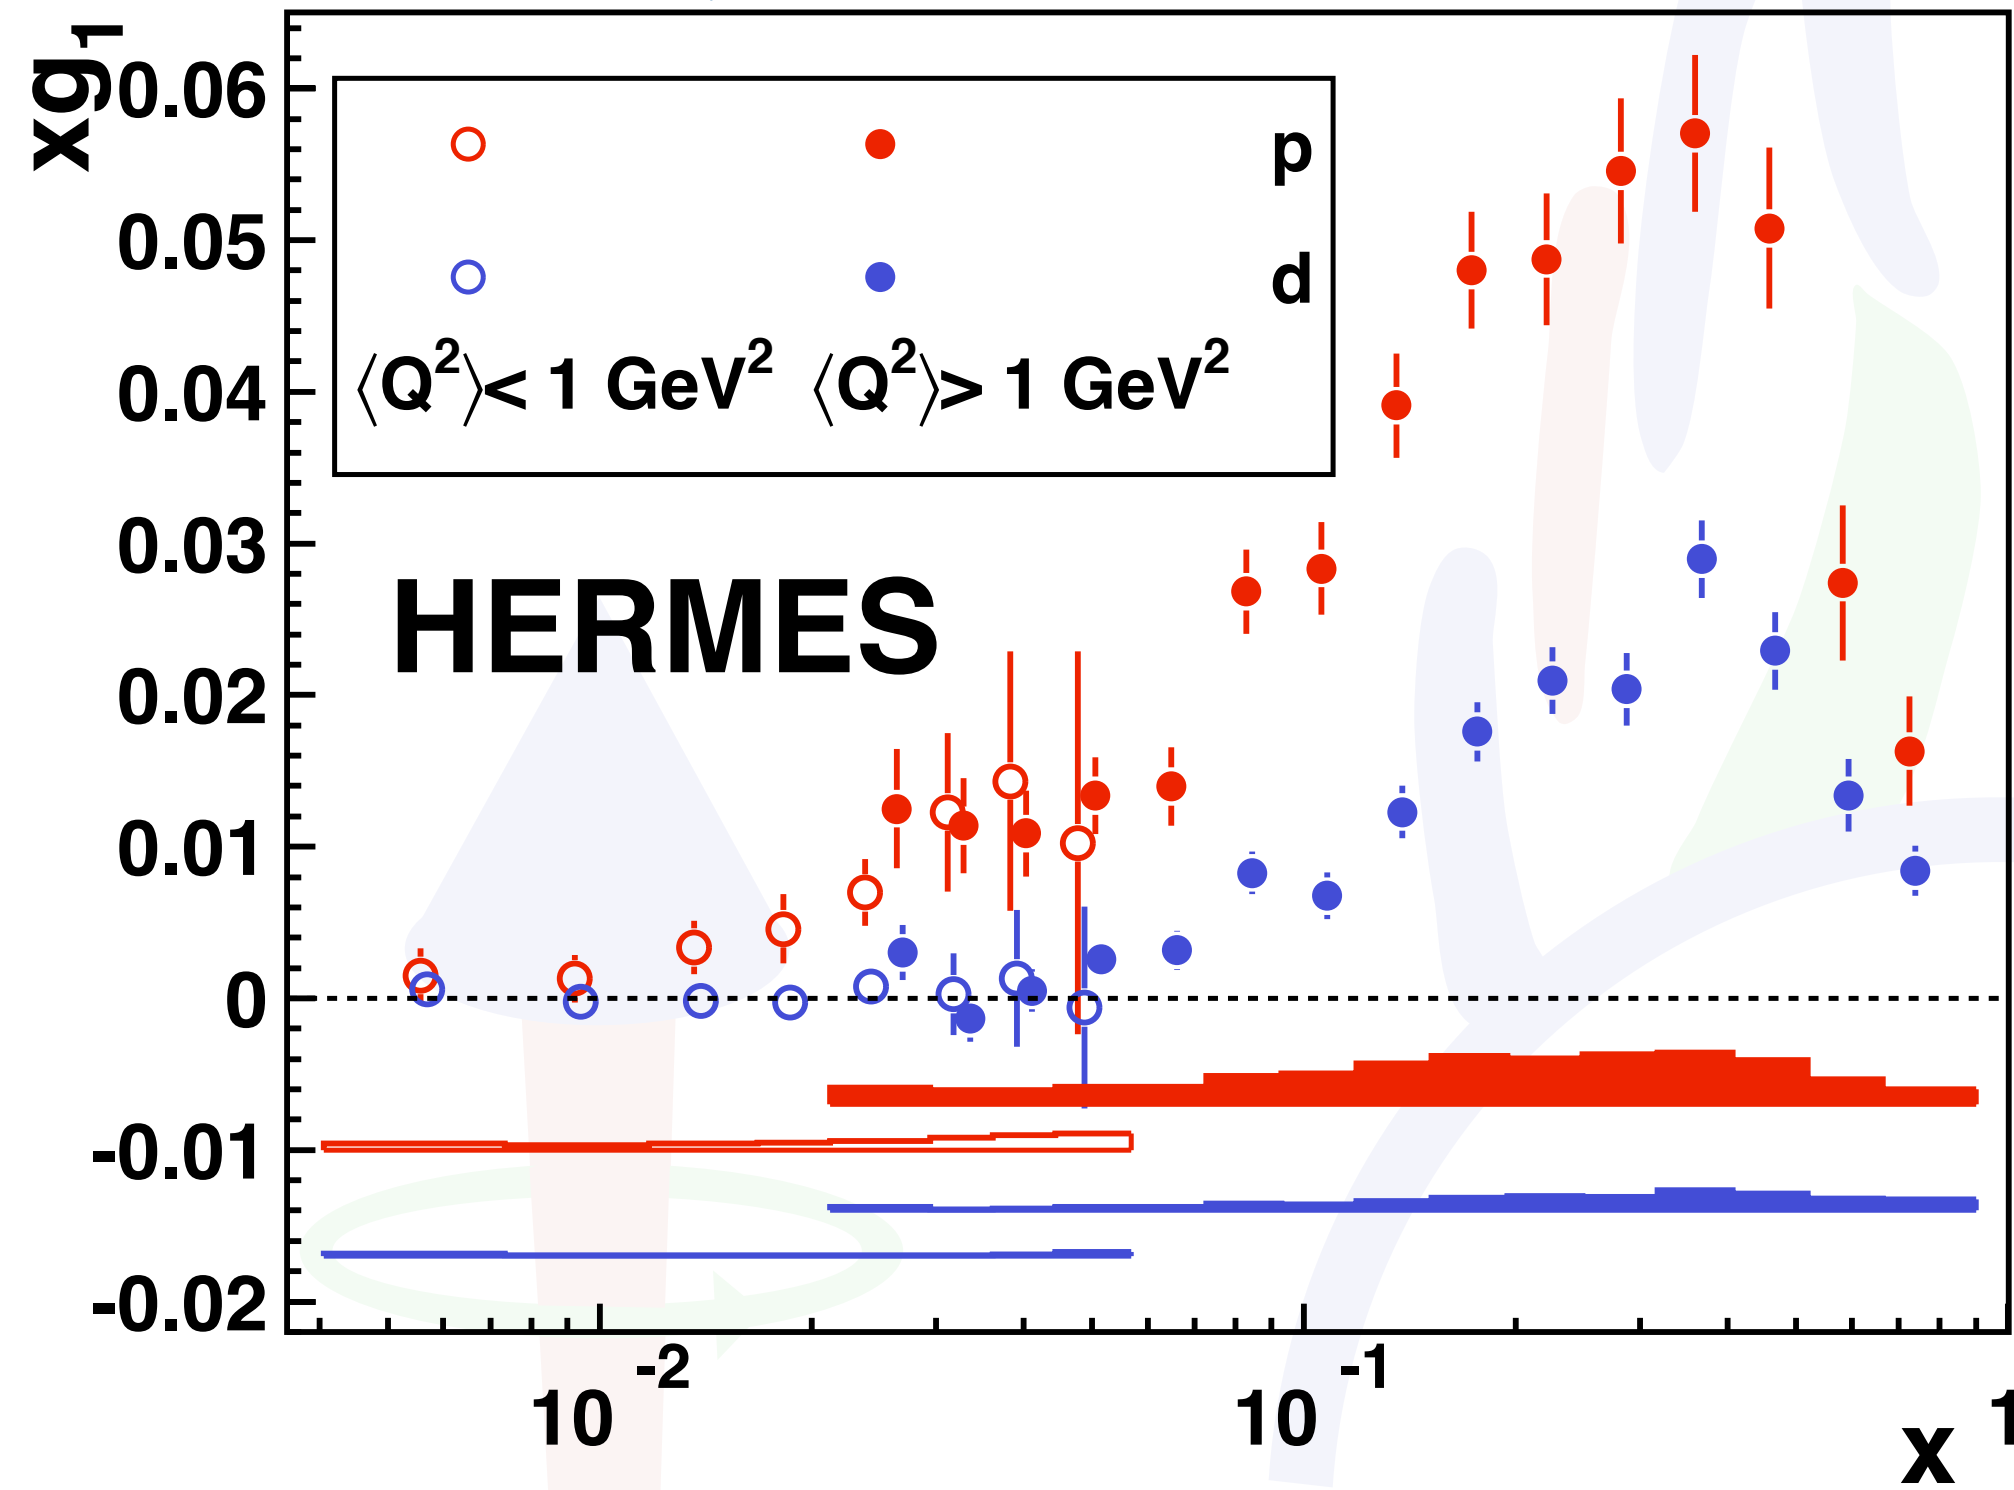 xg₁
0.06
0.05
0.04
0.03
0.02
0.01
0
-0.01
-0.02
p
d
⟨Q²⟩< 1 GeV² ⟨Q²⟩> 1 GeV²
HERMES
10⁻² 10⁻¹ 1
x